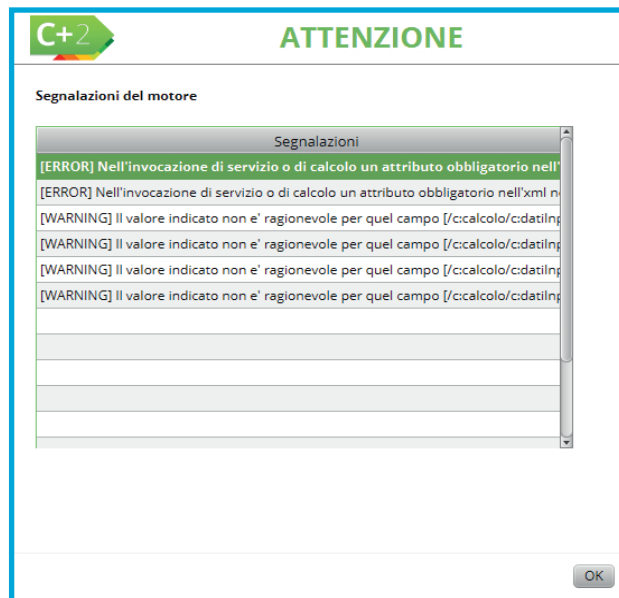 C+2
ATTENZIONE
Segnalazioni del motore
Segnalazioni
[ERROR] Nell'invocazione di servizio o di calcolo un attributo obbligatorio nell'
[ERROR] Nell'invocazione di servizio o di calcolo un attributo obbligatorio nell'xml n
[WARNING] Il valore indicato non e' ragionevole per quel campo [/c:calcolo/c:datiInp
[WARNING] Il valore indicato non e' ragionevole per quel campo [/c:calcolo/c:datiInp
[WARNING] Il valore indicato non e' ragionevole per quel campo [/c:calcolo/c:datiInp
[WARNING] Il valore indicato non e' ragionevole per quel campo [/c:calcolo/c:datiInp
OK